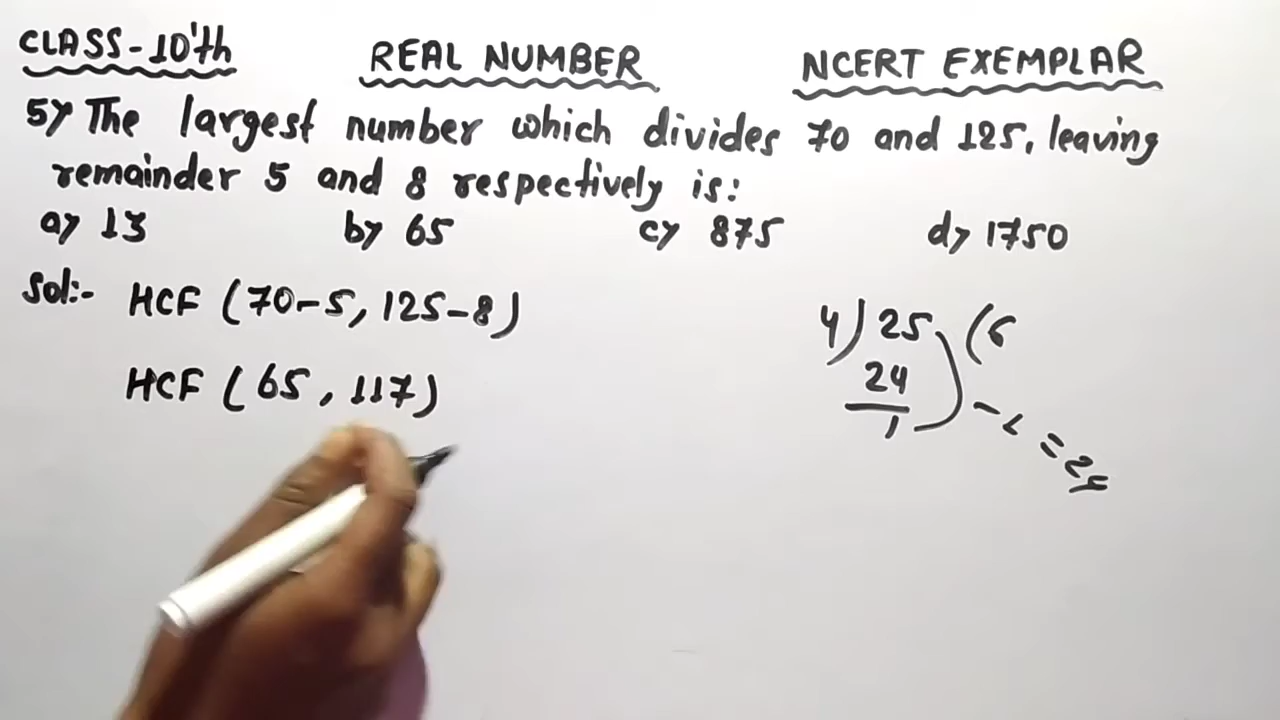 CLASS-10'th REAL NUMBER NCERT EXEMPLAR
5) The largest number which divides 70 and 125, leaving
remainder 5 and 8 respectively is:
a) 13 b) 65 c) 875 d) 1750
Sol:- HCF (70-5, 125-8)
HCF (65, 117)
4) 25 (6
24
1